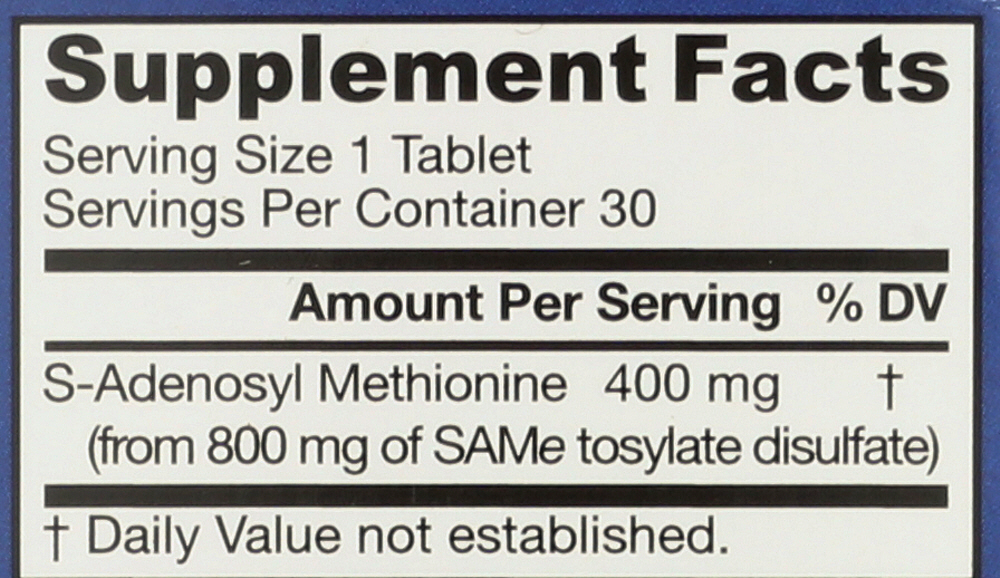 Supplement Facts
Serving Size 1 Tablet
Servings Per Container 30
Amount Per Serving % DV
S-Adenosyl Methionine 400 mg †
(from 800 mg of SAMe tosylate disulfate)
† Daily Value not established.